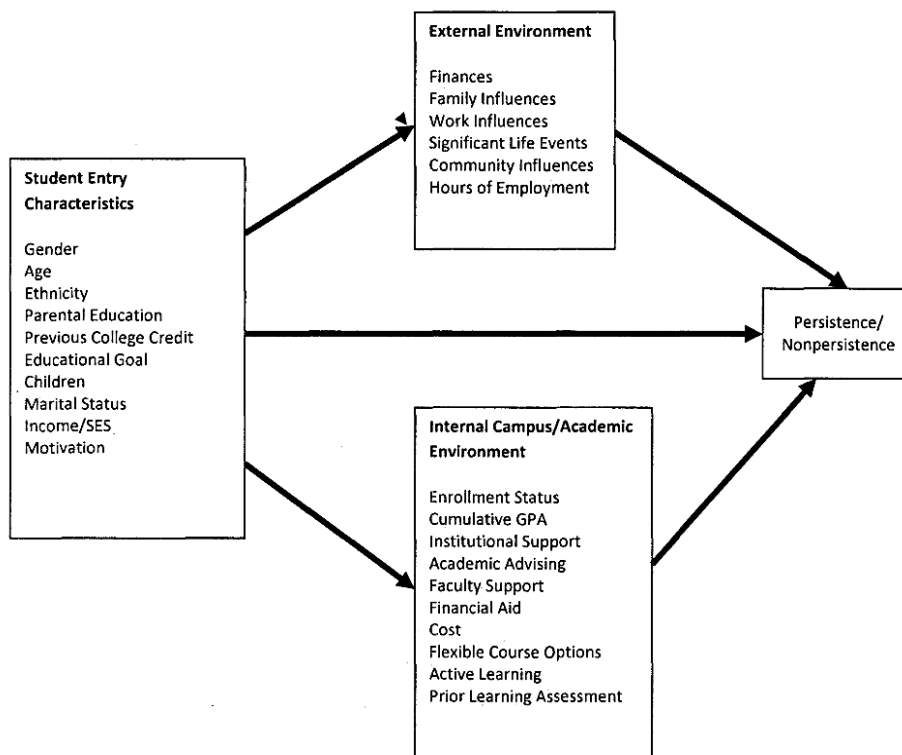 External Environment
Finances
Family Influences
Work Influences
Significant Life Events
Community Influences
Hours of Employment
Student Entry
Characteristics
Gender
Age
Ethnicity
Parental Education
Previous College Credit
Educational Goal
Children
Marital Status
Income/SES
Motivation
Persistence/
Nonpersistence
Internal Campus/Academic
Environment
Enrollment Status
Cumulative GPA
Institutional Support
Academic Advising
Faculty Support
Financial Aid
Cost
Flexible Course Options
Active Learning
Prior Learning Assessment